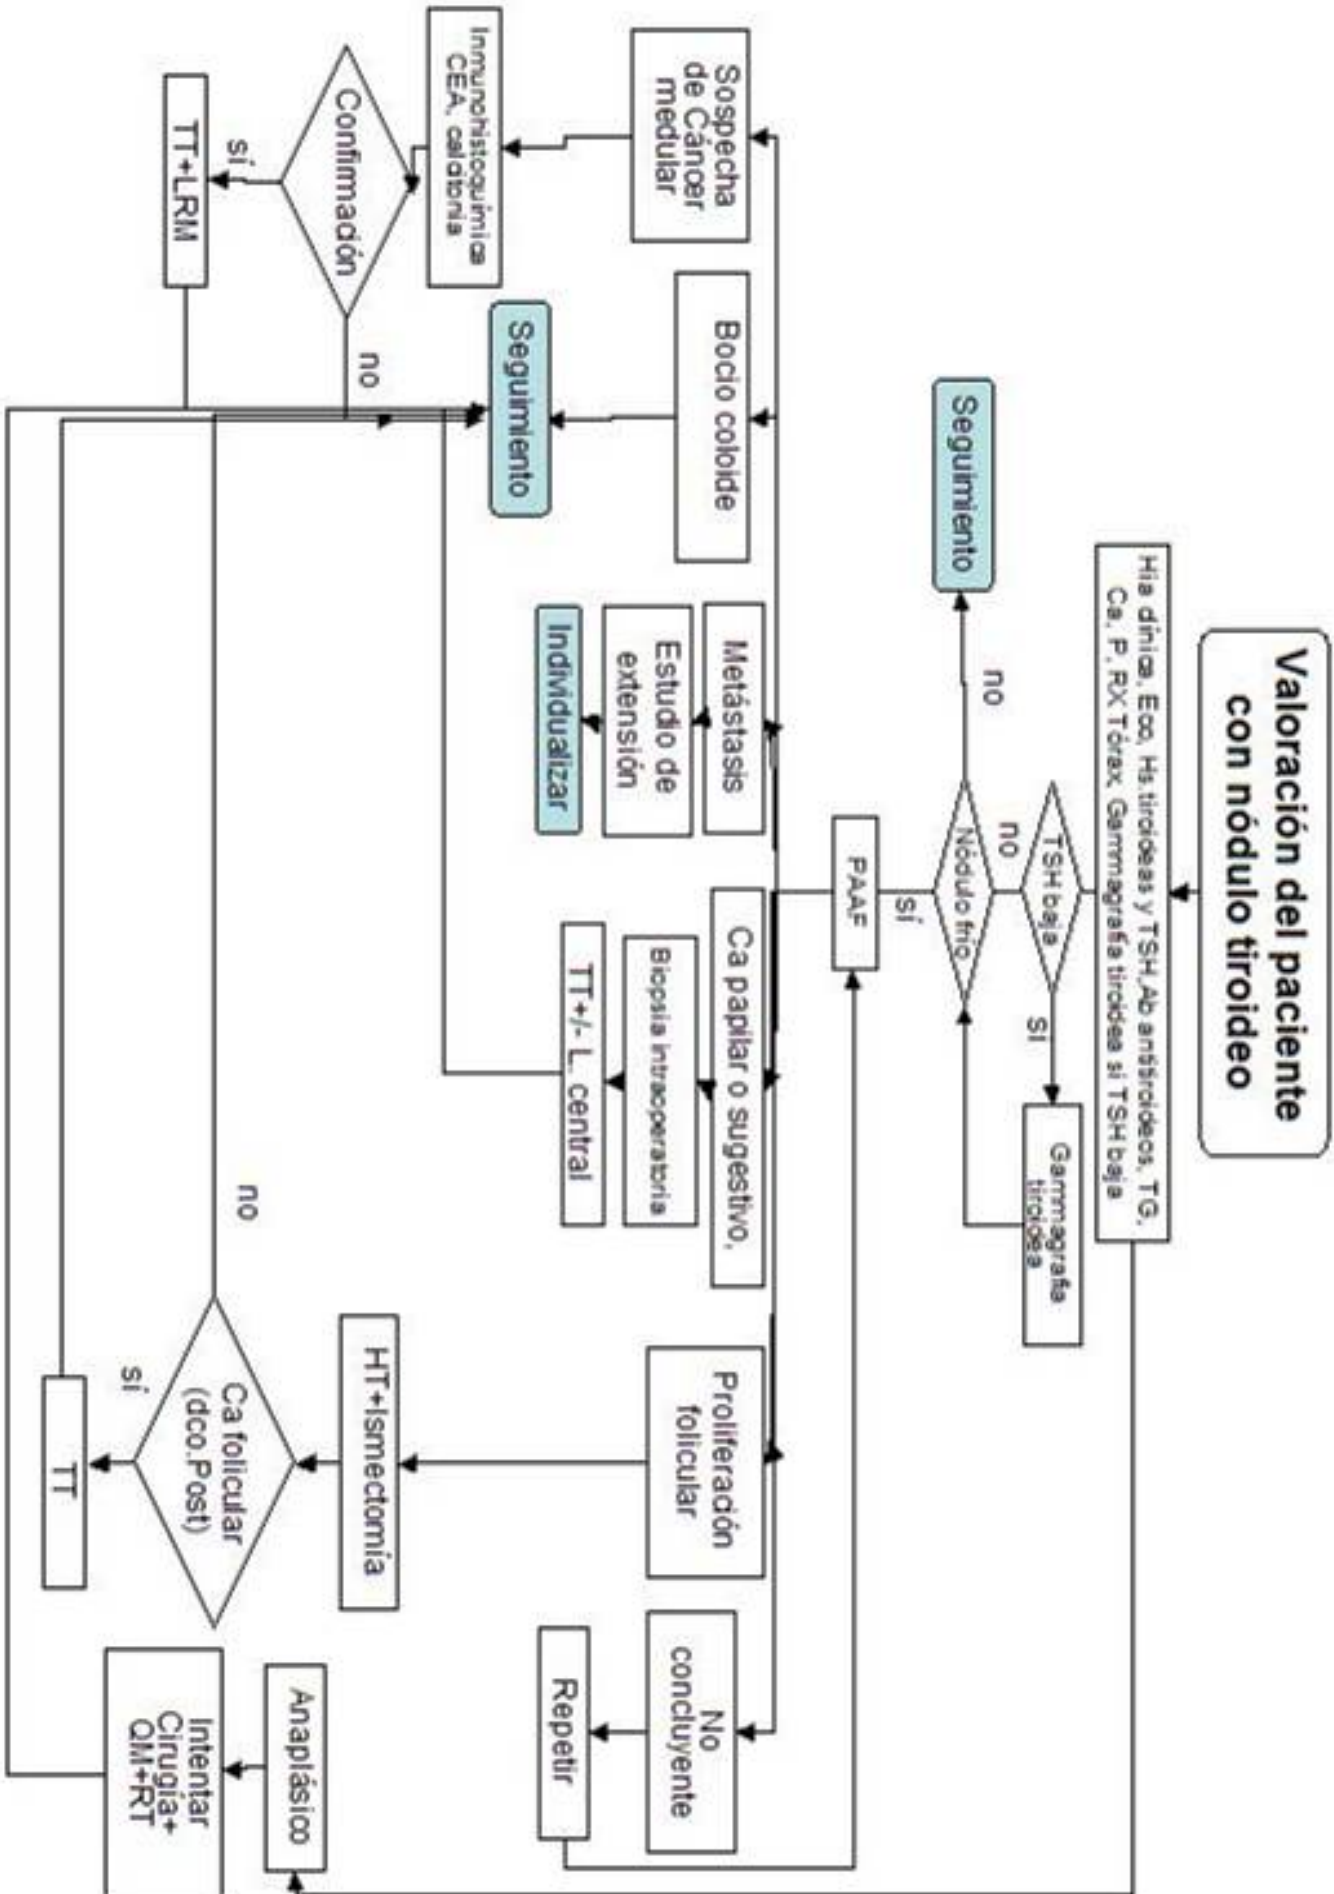 Valoración del paciente
con nódulo tiroideo
Hia dínica, Eco, Hs.tiroideas y TSH,Ab antitiroideos, TG,
Ca, P, RX Tórax, Gammagrafía tiroidea si TSH baja
TSH baja
SI
no
Gammagrafía
tiroidea
Nódulo frio
no
sí
Seguimiento
PAAF
Sospecha
de Cáncer
medular
Bocio coloide
Metástasis
Ca papilar o sugestivo,
Proliferación
folicular
No
concluyente
Inmunohistoquímica
CEA, calcitonia
Seguimiento
Estudio de
extensión
Individualizar
Biopsia intraoperatoria
TT+/- L. central
Repetir
Confirmación
no
sí
TT+LRM
HT+Ismectomía
Ca folicular
(dco.Post)
no
sí
TT
Anaplásico
Intentar
Cirugía+
QM+RT